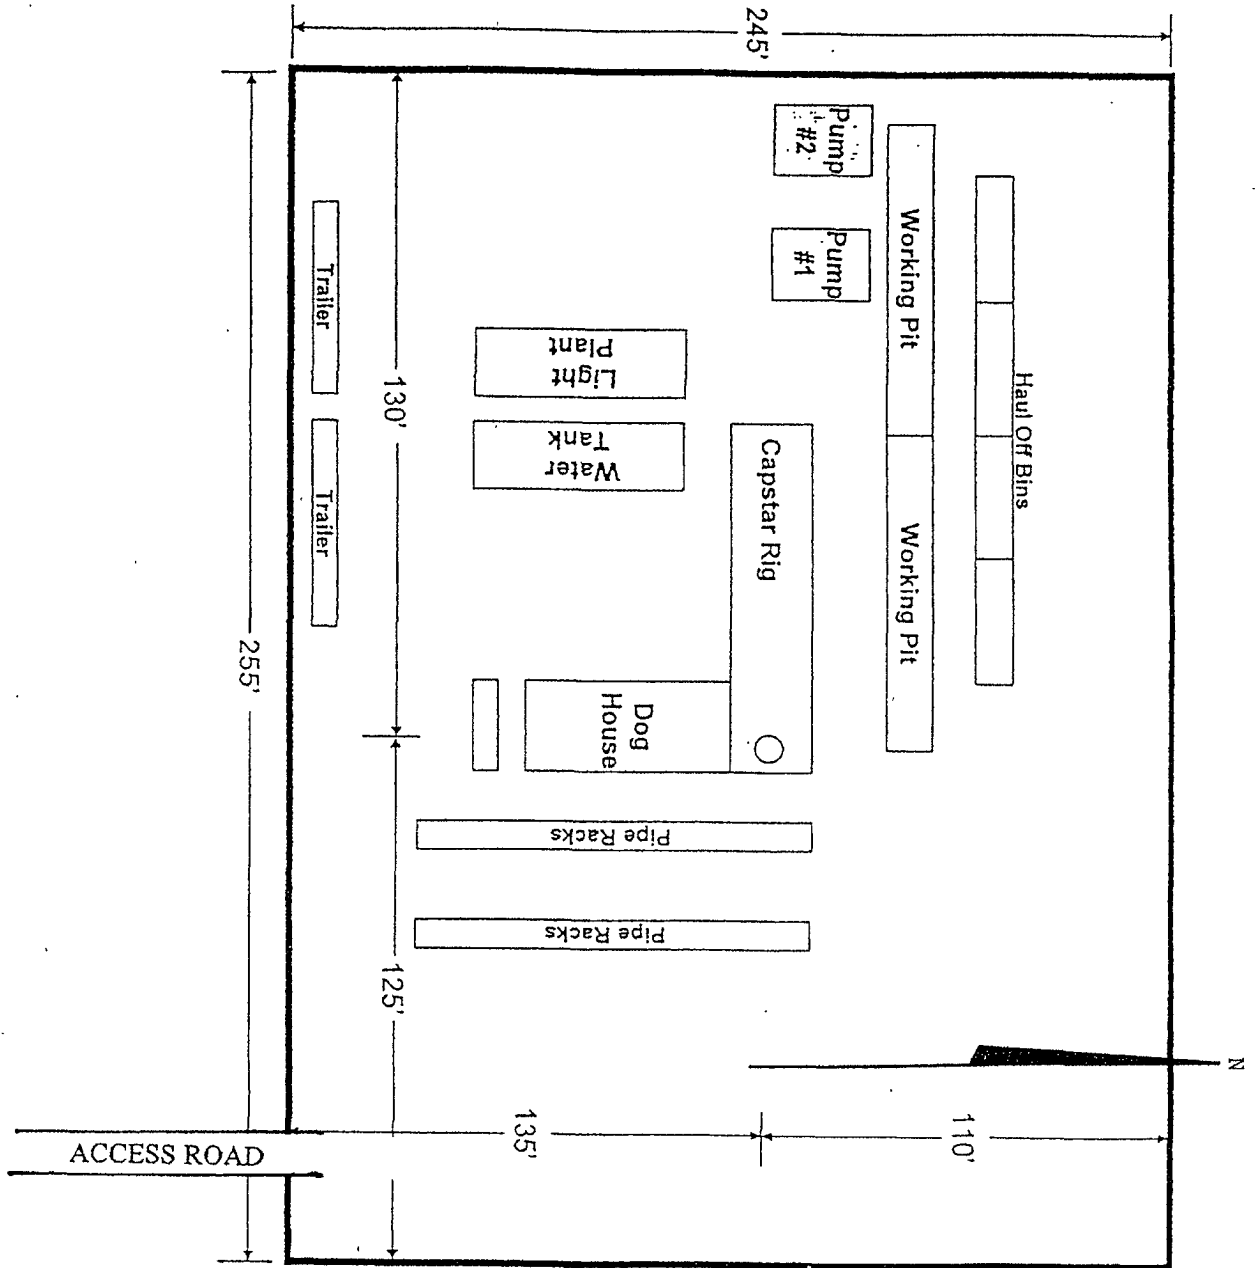 245'
Pump
#2
Pump
#1
Working Pit
Working Pit
Haul Off Bins
Trailer
Trailer
130'
Light
Plant
Water
Tank
Capstar Rig
Dog
House
255'
Pipe Racks
Pipe Racks
125'
N
135'
110'
ACCESS ROAD